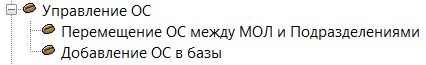 Управление ОС
Перемещение ОС между МОЛ и Подразделениями
Добавление ОС в базы